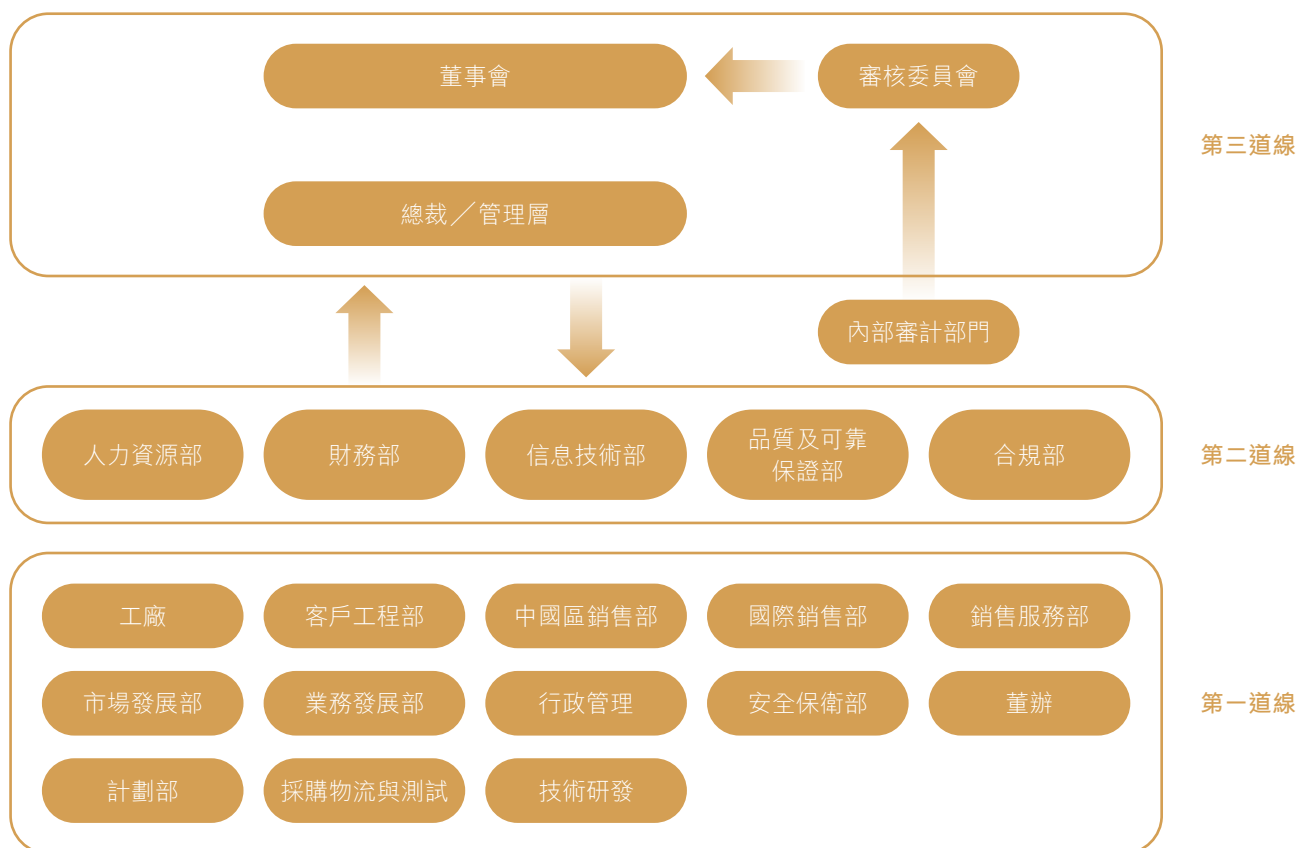 董事會
審核委員會
第三道線
總裁／管理層
內部審計部門
人力資源部
財務部
信息技術部
品質及可靠
保證部
合規部
第二道線
工廠
客戶工程部
中國區銷售部
國際銷售部
銷售服務部
市場發展部
業務發展部
行政管理
安全保衛部
董辦
第一道線
計劃部
採購物流與測試
技術研發